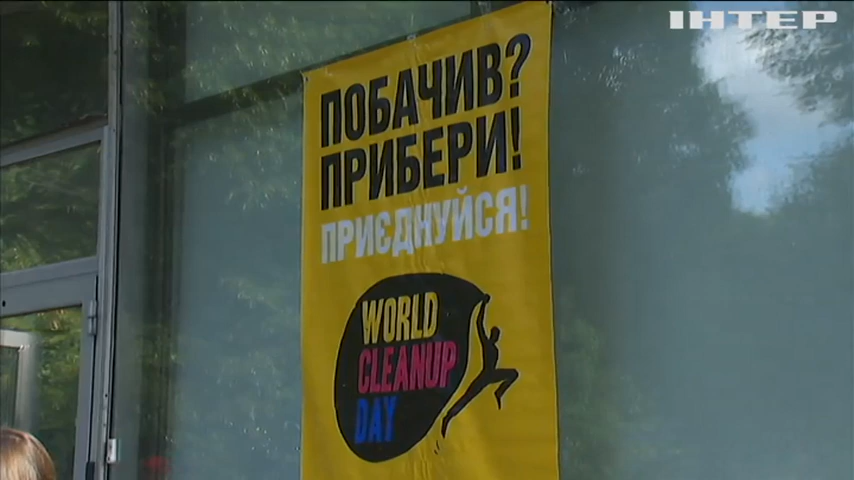 ІНТЕР
ПОБАЧИВ?
ПРИБЕРИ!
ПРИЄДНУЙСЯ!
WORLD
CLEANUP
DAY